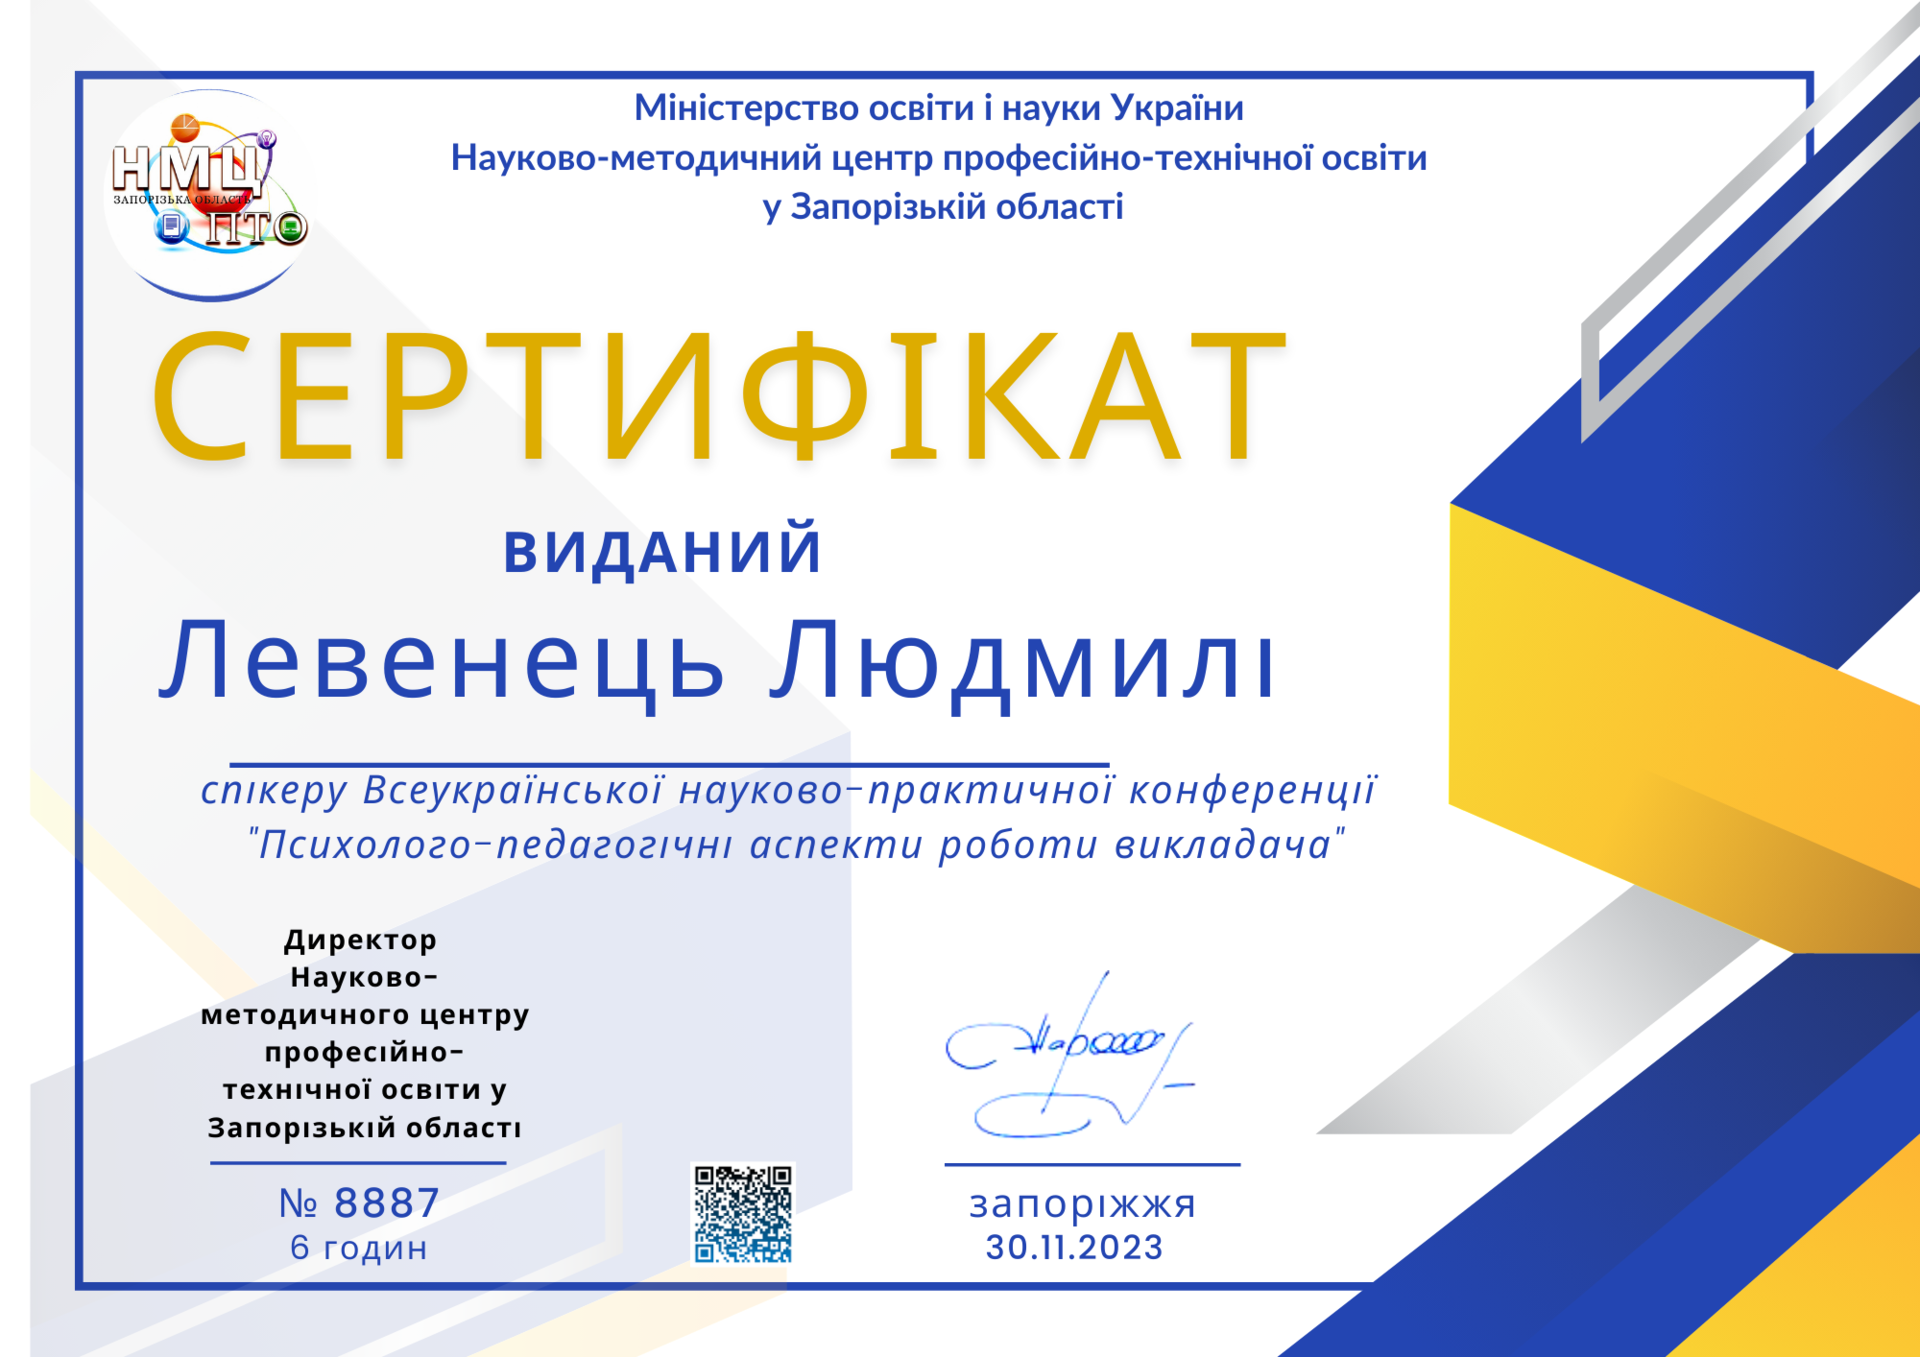 Міністерство освіти і науки України
Науково-методичний центр професійно-технічної освіти
у Запорізькій області
НМЦ
ЗАПОРІЗЬКА ОБЛАСТЬ
ПТО
СЕРТИФІКАТ
ВИДАНИЙ
Левенець Людмилі
спікеру Всеукраїнської науково-практичної конференції
"Психолого-педагогічні аспекти роботи викладача"
Директор
Науково-
методичного центру
професійно-
технічної освіти у
Запорізькій області
№ 8887
6 годин
запоріжжя
30.11.2023